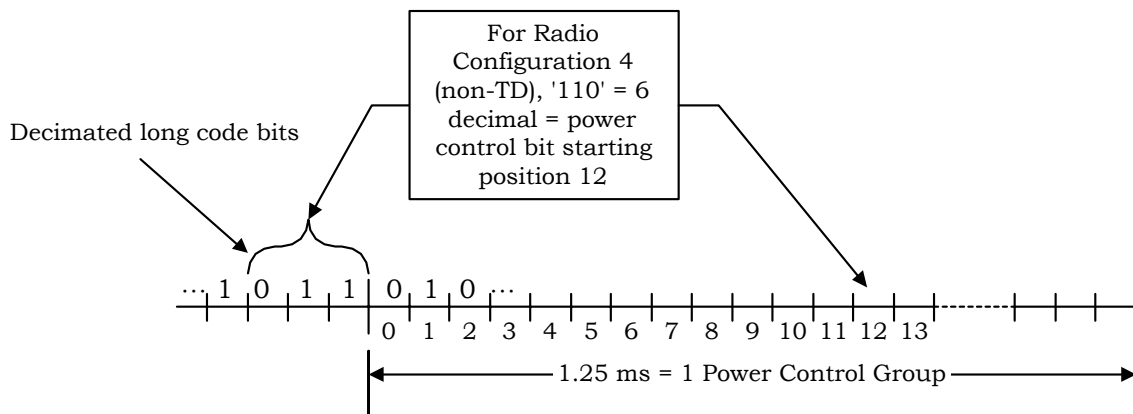 For Radio
Configuration 4
(non-TD), '110' = 6
decimal = power
control bit starting
position 12
Decimated long code bits
... 1 0 1 1 0 1 0 ...
0 1 2 3 4 5 6 7 8 9 10 11 12 13
1.25 ms = 1 Power Control Group